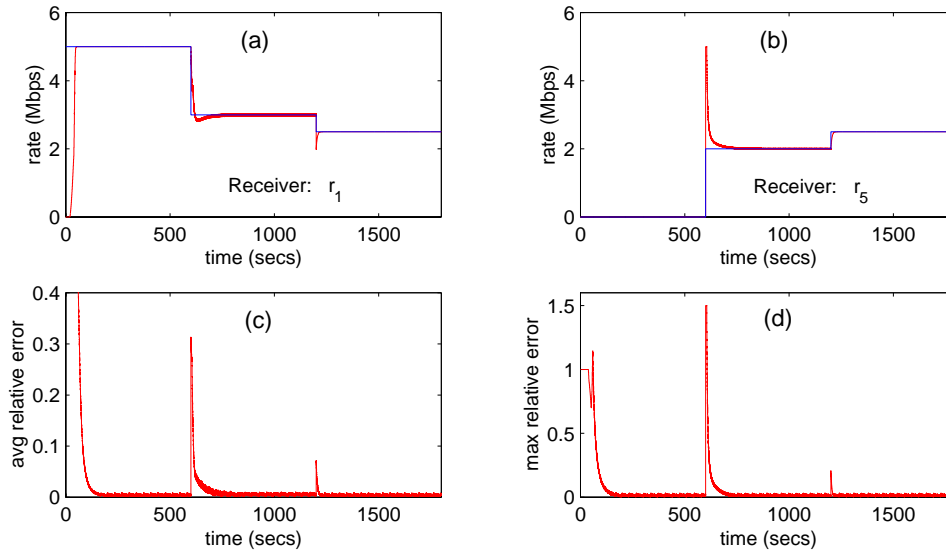 (a)
rate (Mbps)
6
4
2
0
Receiver: r_1
0 500 1000 1500
time (secs)
(b)
rate (Mbps)
6
4
2
0
Receiver: r_5
0 500 1000 1500
time (secs)
(c)
avg relative error
0.4
0.3
0.2
0.1
0
0 500 1000 1500
time (secs)
(d)
max relative error
1.5
1
0.5
0
0 500 1000 1500
time (secs)